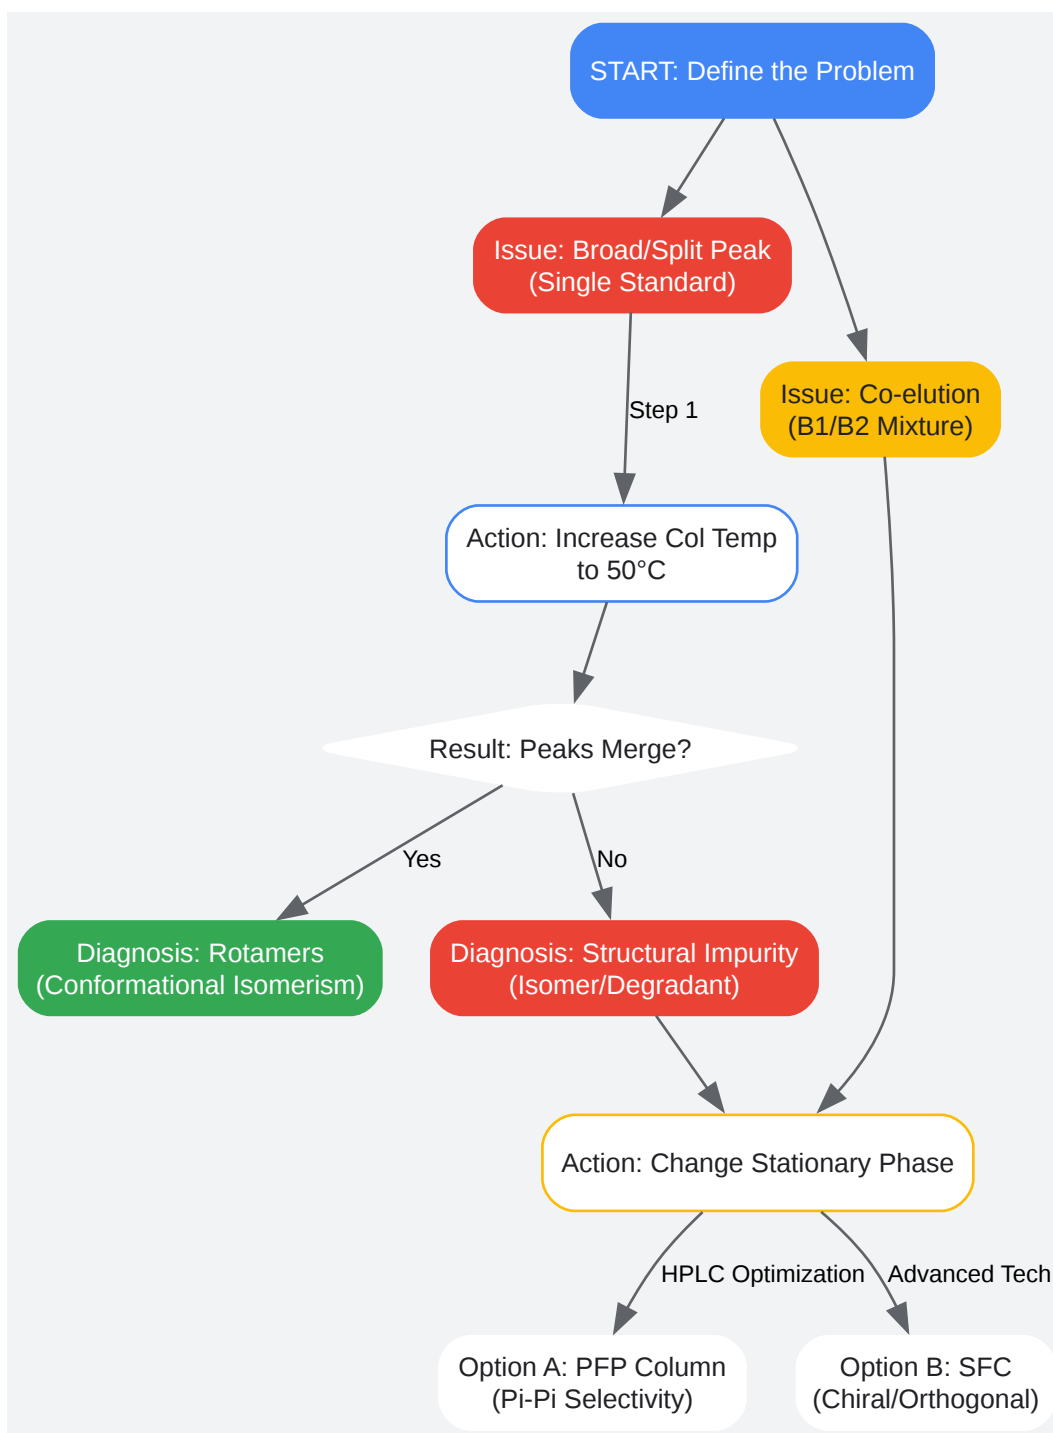 START: Define the Problem
Issue: Broad/Split Peak
(Single Standard)
Issue: Co-elution
(B1/B2 Mixture)
Step 1
Action: Increase Col Temp
to 50°C
Result: Peaks Merge?
Yes
No
Diagnosis: Rotamers
(Conformational Isomerism)
Diagnosis: Structural Impurity
(Isomer/Degradant)
Action: Change Stationary Phase
HPLC Optimization
Advanced Tech
Option A: PFP Column
(Pi-Pi Selectivity)
Option B: SFC
(Chiral/Orthogonal)